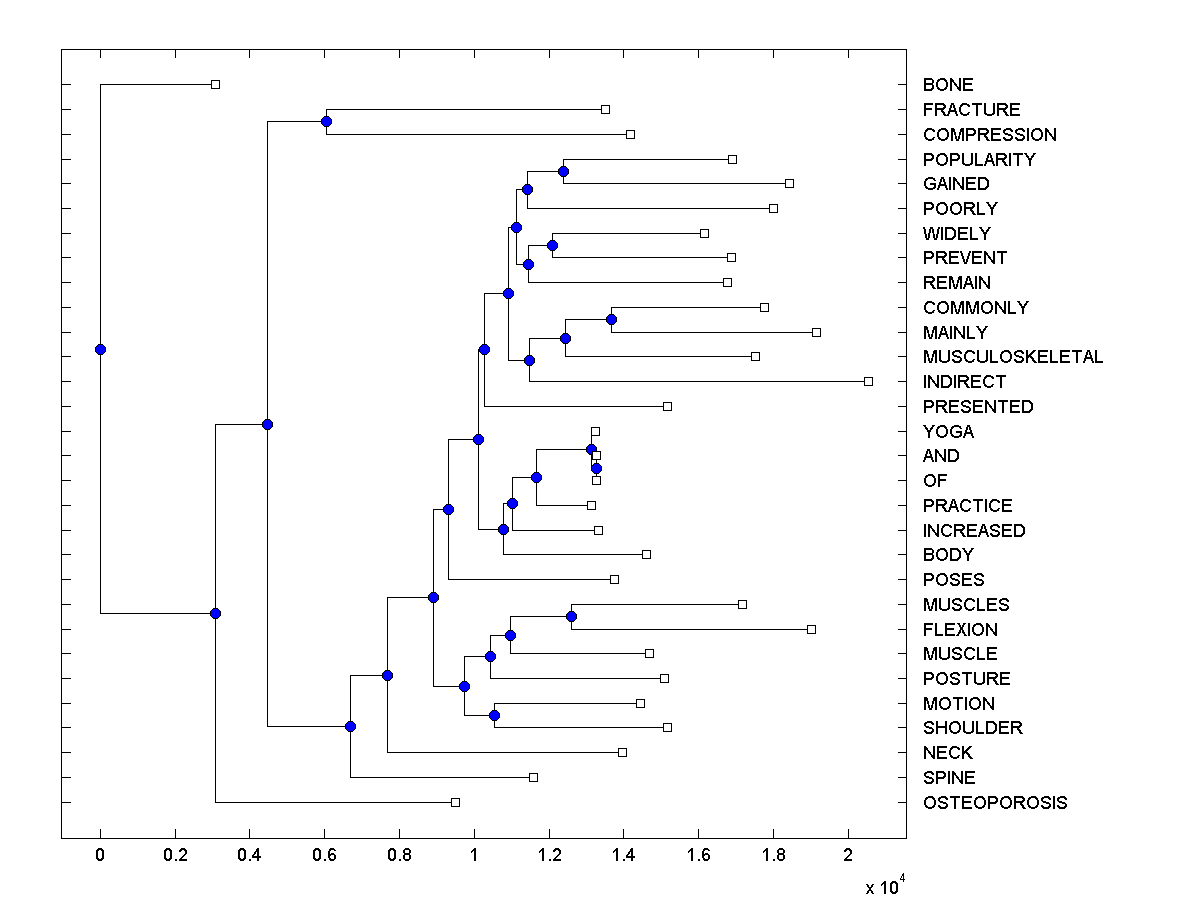 BONE
FRACTURE
COMPRESSION
POPULARITY
GAINED
POORLY
WIDELY
PREVENT
REMAIN
COMMONLY
MAINLY
MUSCULOSKELETAL
INDIRECT
PRESENTED
YOGA
AND
OF
PRACTICE
INCREASED
BODY
POSES
MUSCLES
FLEXION
MUSCLE
POSTURE
MOTION
SHOULDER
NECK
SPINE
OSTEOPOROSIS
0 0.2 0.4 0.6 0.8 1 1.2 1.4 1.6 1.8 2
x 10^4